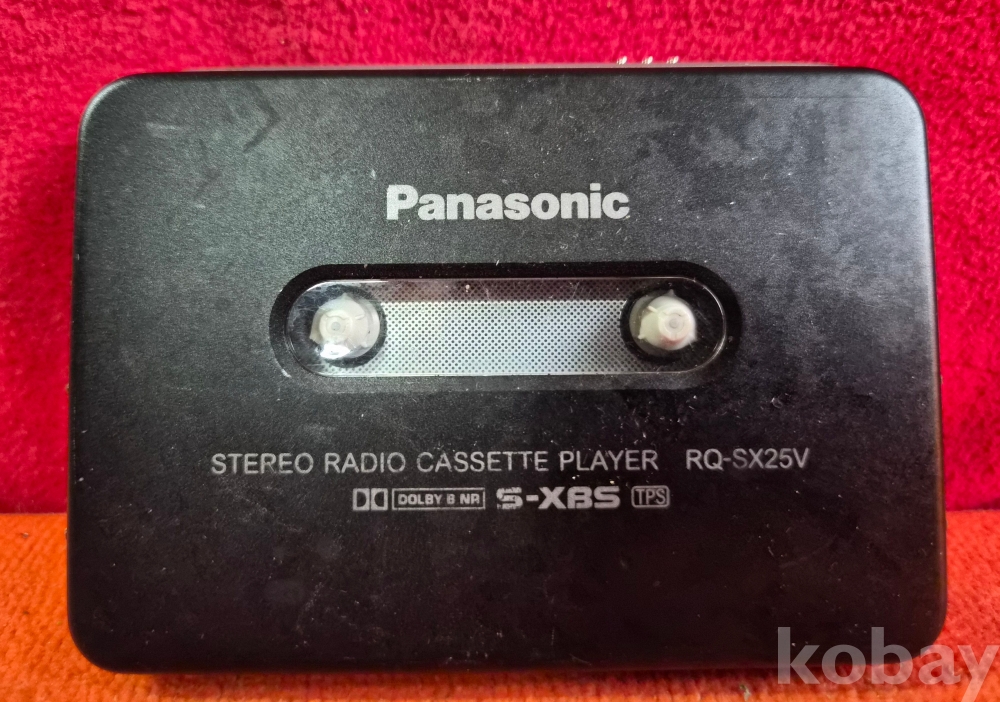 Panasonic
STEREO RADIO CASSETTE PLAYER RQ-SX25V
DOLBY B NR S-XBS TPS
kobay